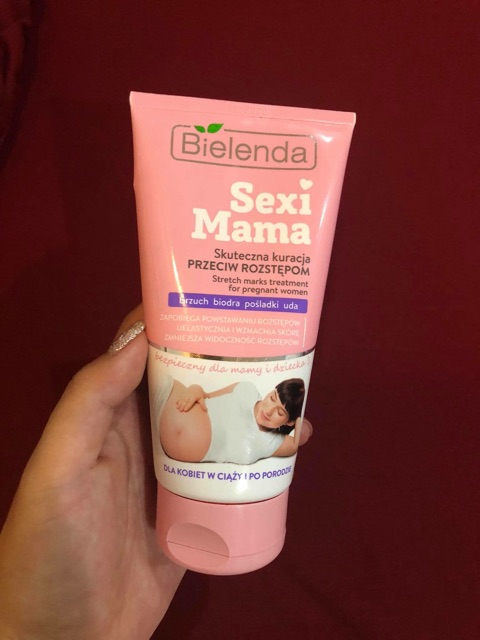 Bielenda
Sexi
Mama
Skuteczna kuracja
PRZECIW ROZSTĘPOM
Stretch marks treatment
for pregnant women
brzuch biodra pośladki uda
ZAPOBIEGA POWSTAWANIU ROZSTĘPÓW
UELASTYCZNIA I WZMACNIA SKÓRĘ
ZMNIEJSZA WIDOCZNOŚĆ ROZSTĘPÓW
bezpieczny dla mamy i dziecka
DLA KOBIET W CIĄŻY I PO PORODZIE